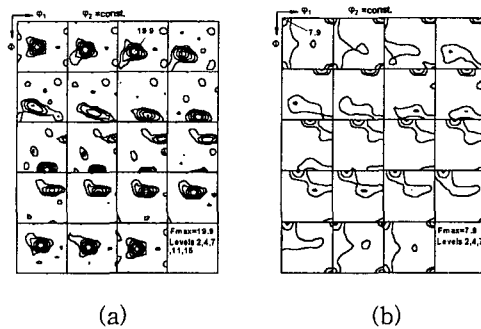 φ₁ φ₂ =const.
Φ
19.9
Fmax=19.9
Levels 2,4,7
,11,15
(a)
φ₁ φ₂ =const.
Φ
7.9
Fmax=7.9
Levels 2,4,7
(b)